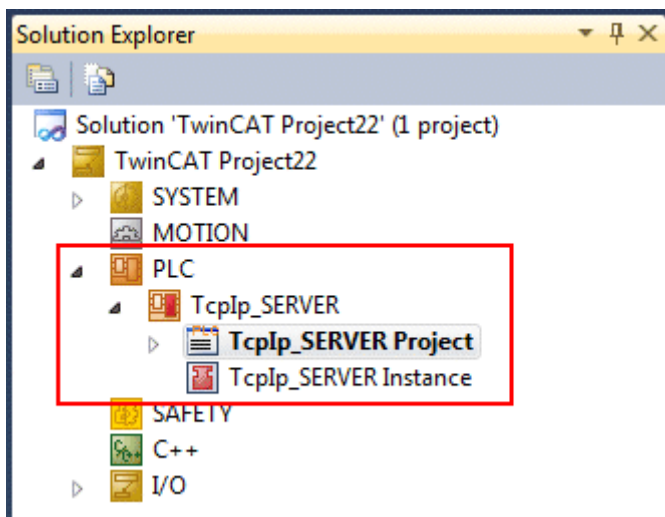 Solution Explorer
Solution 'TwinCAT Project22' (1 project)
TwinCAT Project22
SYSTEM
MOTION
PLC
TcpIp_SERVER
TcpIp_SERVER Project
TcpIp_SERVER Instance
SAFETY
C++
I/O